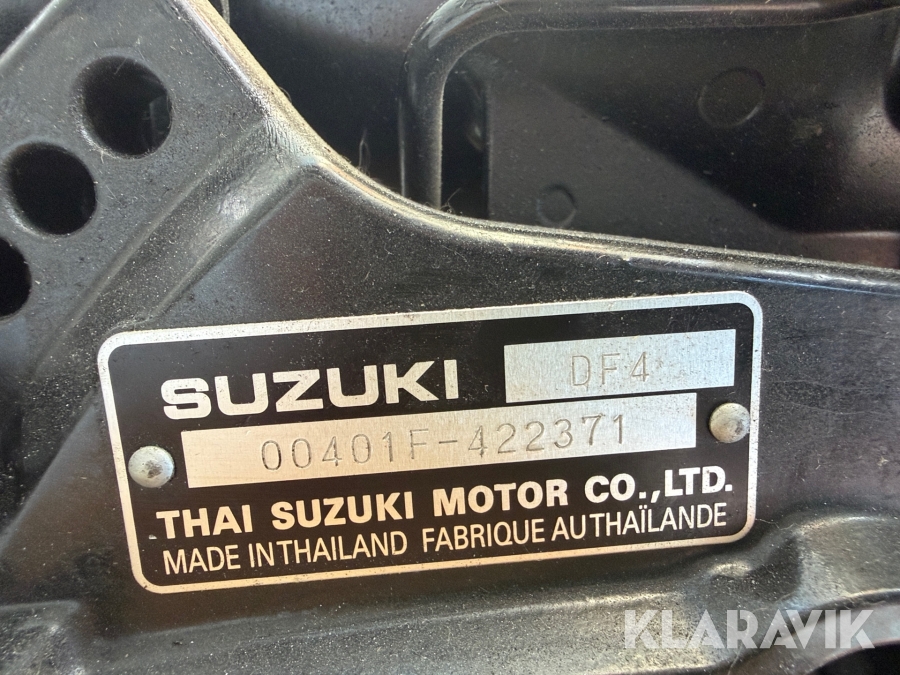 SUZUKI DF4
00401F-422371
THAI SUZUKI MOTOR CO.,LTD.
MADE IN THAILAND FABRIQUE AU THAÏLANDE
KLARAVIK